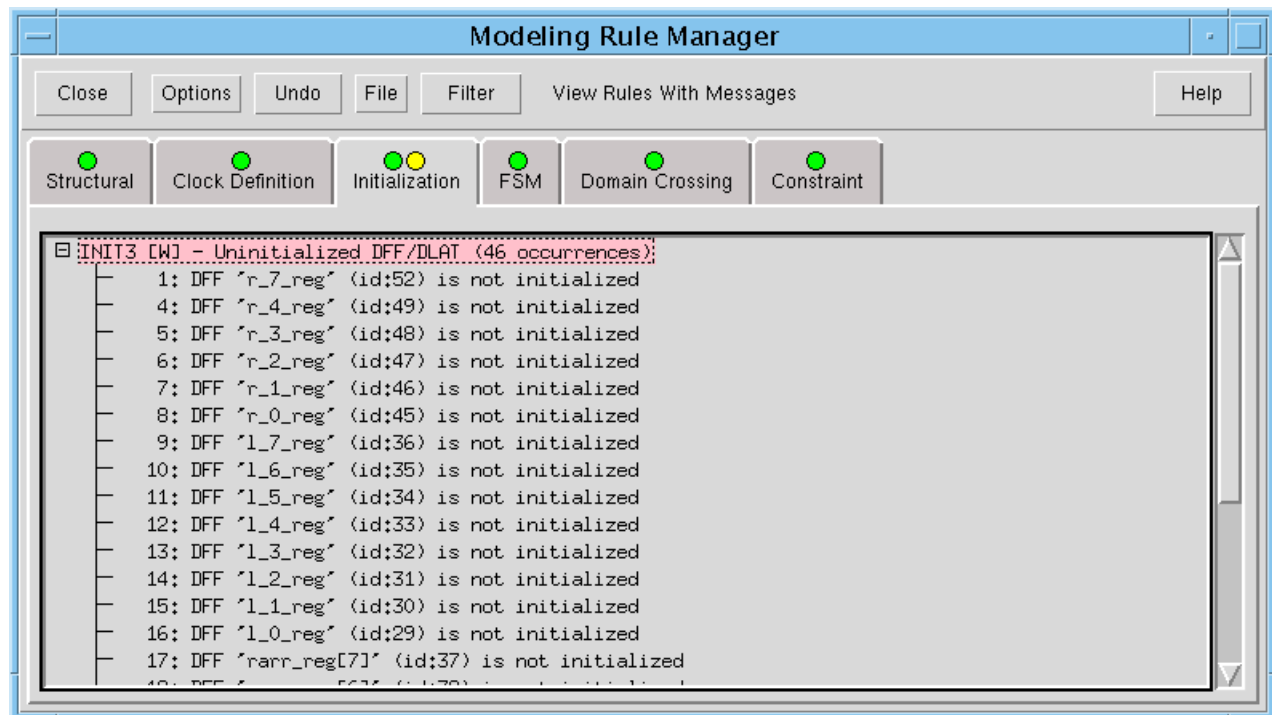 Modeling Rule Manager
Close Options Undo File Filter View Rules With Messages Help
Structural Clock Definition Initialization FSM Domain Crossing Constraint
INIT3 [W] - Uninitialized DFF/DLAT (46 occurrences)
1: DFF "r_7_reg" (id:52) is not initialized
4: DFF "r_4_reg" (id:49) is not initialized
5: DFF "r_3_reg" (id:48) is not initialized
6: DFF "r_2_reg" (id:47) is not initialized
7: DFF "r_1_reg" (id:46) is not initialized
8: DFF "r_0_reg" (id:45) is not initialized
9: DFF "l_7_reg" (id:36) is not initialized
10: DFF "l_6_reg" (id:35) is not initialized
11: DFF "l_5_reg" (id:34) is not initialized
12: DFF "l_4_reg" (id:33) is not initialized
13: DFF "l_3_reg" (id:32) is not initialized
14: DFF "l_2_reg" (id:31) is not initialized
15: DFF "l_1_reg" (id:30) is not initialized
16: DFF "l_0_reg" (id:29) is not initialized
17: DFF "rarr_reg[7]" (id:37) is not initialized